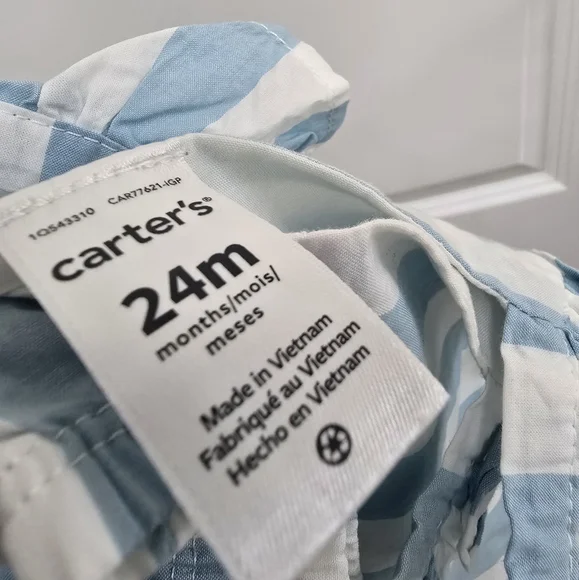 1Q543310 CAR77621-IGP
carter's®
24m
months/mois/
meses
Made in Vietnam
Fabriqué au Vietnam
Hecho en Vietnam